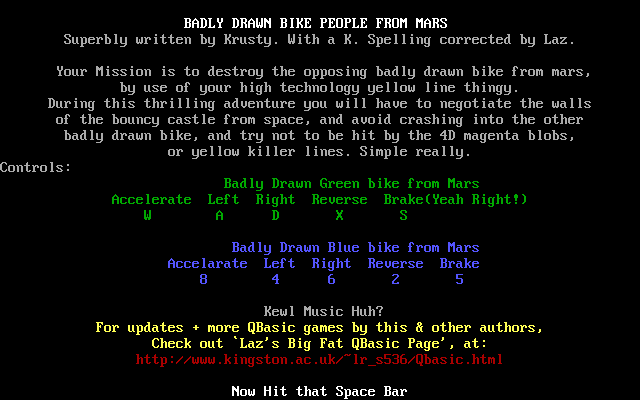 BADLY DRAWN BIKE PEOPLE FROM MARS
Superbly written by Krusty. With a K. Spelling corrected by Laz.
Your Mission is to destroy the opposing badly drawn bike from mars,
by use of your high technology yellow line thingy.
During this thrilling adventure you will have to negotiate the walls
of the bouncy castle from space, and avoid crashing into the other
badly drawn bike, and try not to be hit by the 4D magenta blobs,
or yellow killer lines. Simple really.
Controls:
Badly Drawn Green bike from Mars
Accelerate Left Right Reverse Brake(Yeah Right!)
W A D X S
Badly Drawn Blue bike from Mars
Accelarate Left Right Reverse Brake
8 4 6 2 5
Kewl Music Huh?
For updates + more QBasic games by this & other authors,
Check out `Laz's Big Fat QBasic Page', at:
http://www.kingston.ac.uk/~lr_s536/Qbasic.html
Now Hit that Space Bar